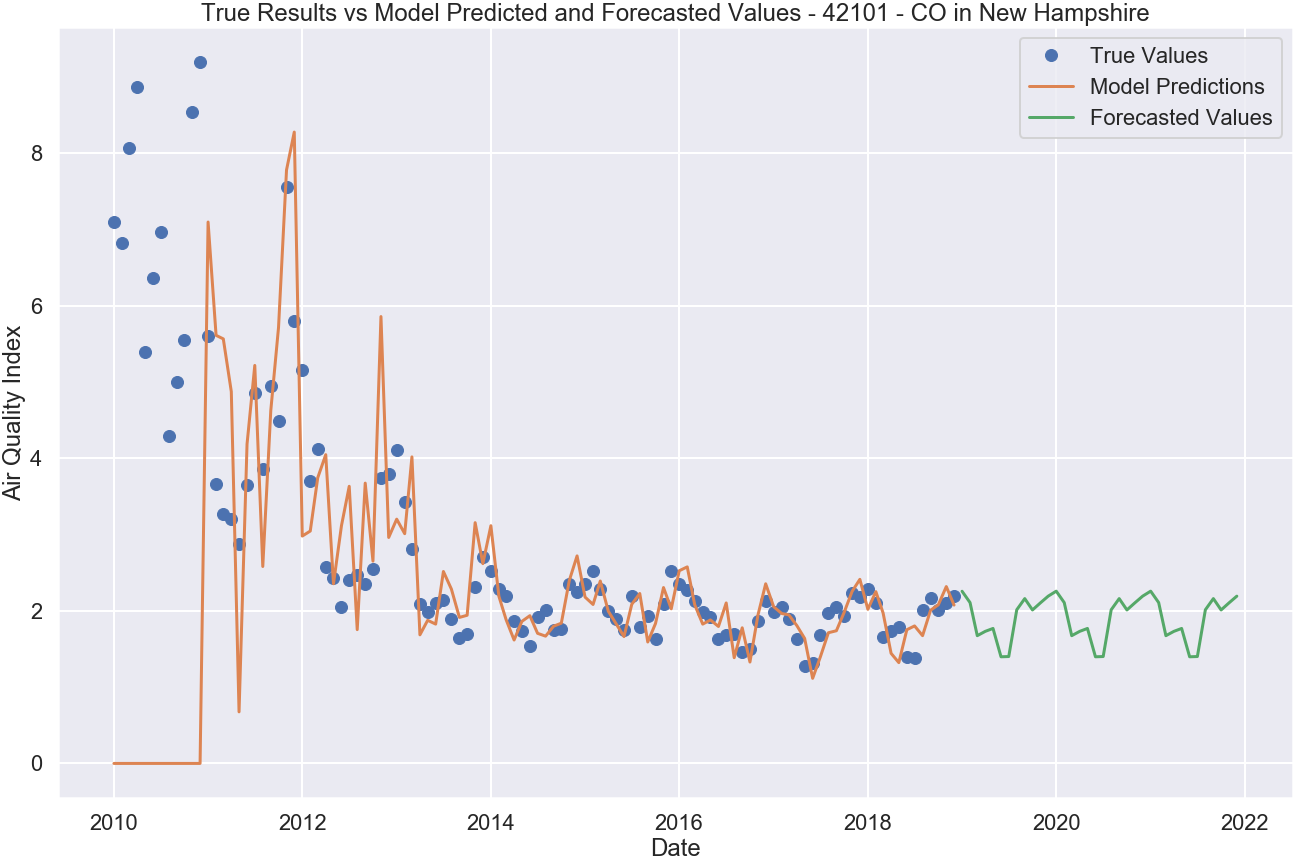 True Results vs Model Predicted and Forecasted Values - 42101 - CO in New Hampshire
True Values
Model Predictions
Forecasted Values
Air Quality Index
8
6
4
2
0
2010 2012 2014 2016 2018 2020 2022
Date